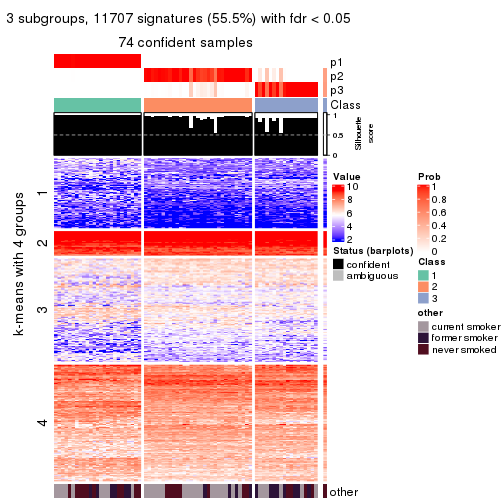 3 subgroups, 11707 signatures (55.5%) with fdr < 0.05
74 confident samples
p1
p2
p3
Class
1
0.5
0
Silhouette
score
k-means with 4 groups
1
2
3
4
other
Value
10
8
6
4
2
Status (barplots)
confident
ambiguous
Prob
1
0.8
0.6
0.4
0.2
0
Class
1
2
3
other
current smoker
former smoker
never smoked